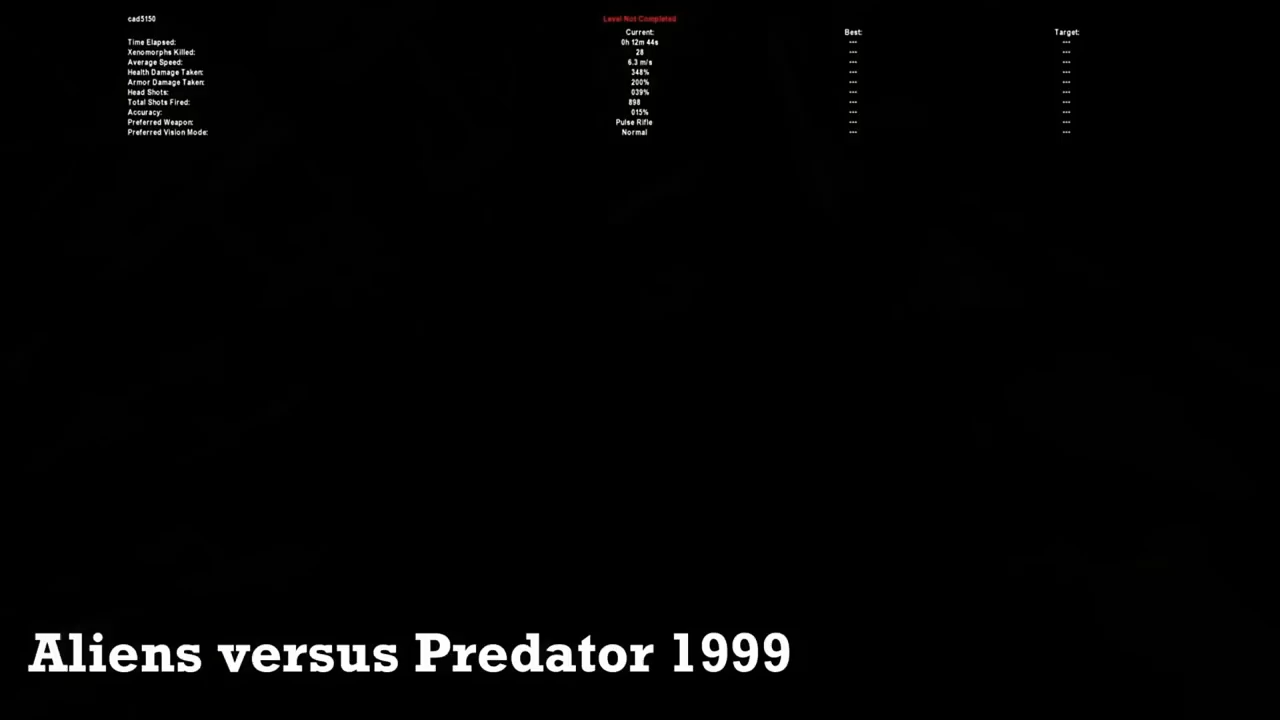 cad5150 Level Not Completed
Current: Best: Target:
Time Elapsed: 0h 12m 44s --- ---
Xenomorphs Killed: 28 --- ---
Average Speed: 6.3 m/s --- ---
Health Damage Taken: 348% --- ---
Armor Damage Taken: 200% --- ---
Head Shots: 039% --- ---
Total Shots Fired: 898 --- ---
Accuracy: 015% --- ---
Preferred Weapon: Pulse Rifle --- ---
Preferred Vision Mode: Normal --- ---
Aliens versus Predator 1999